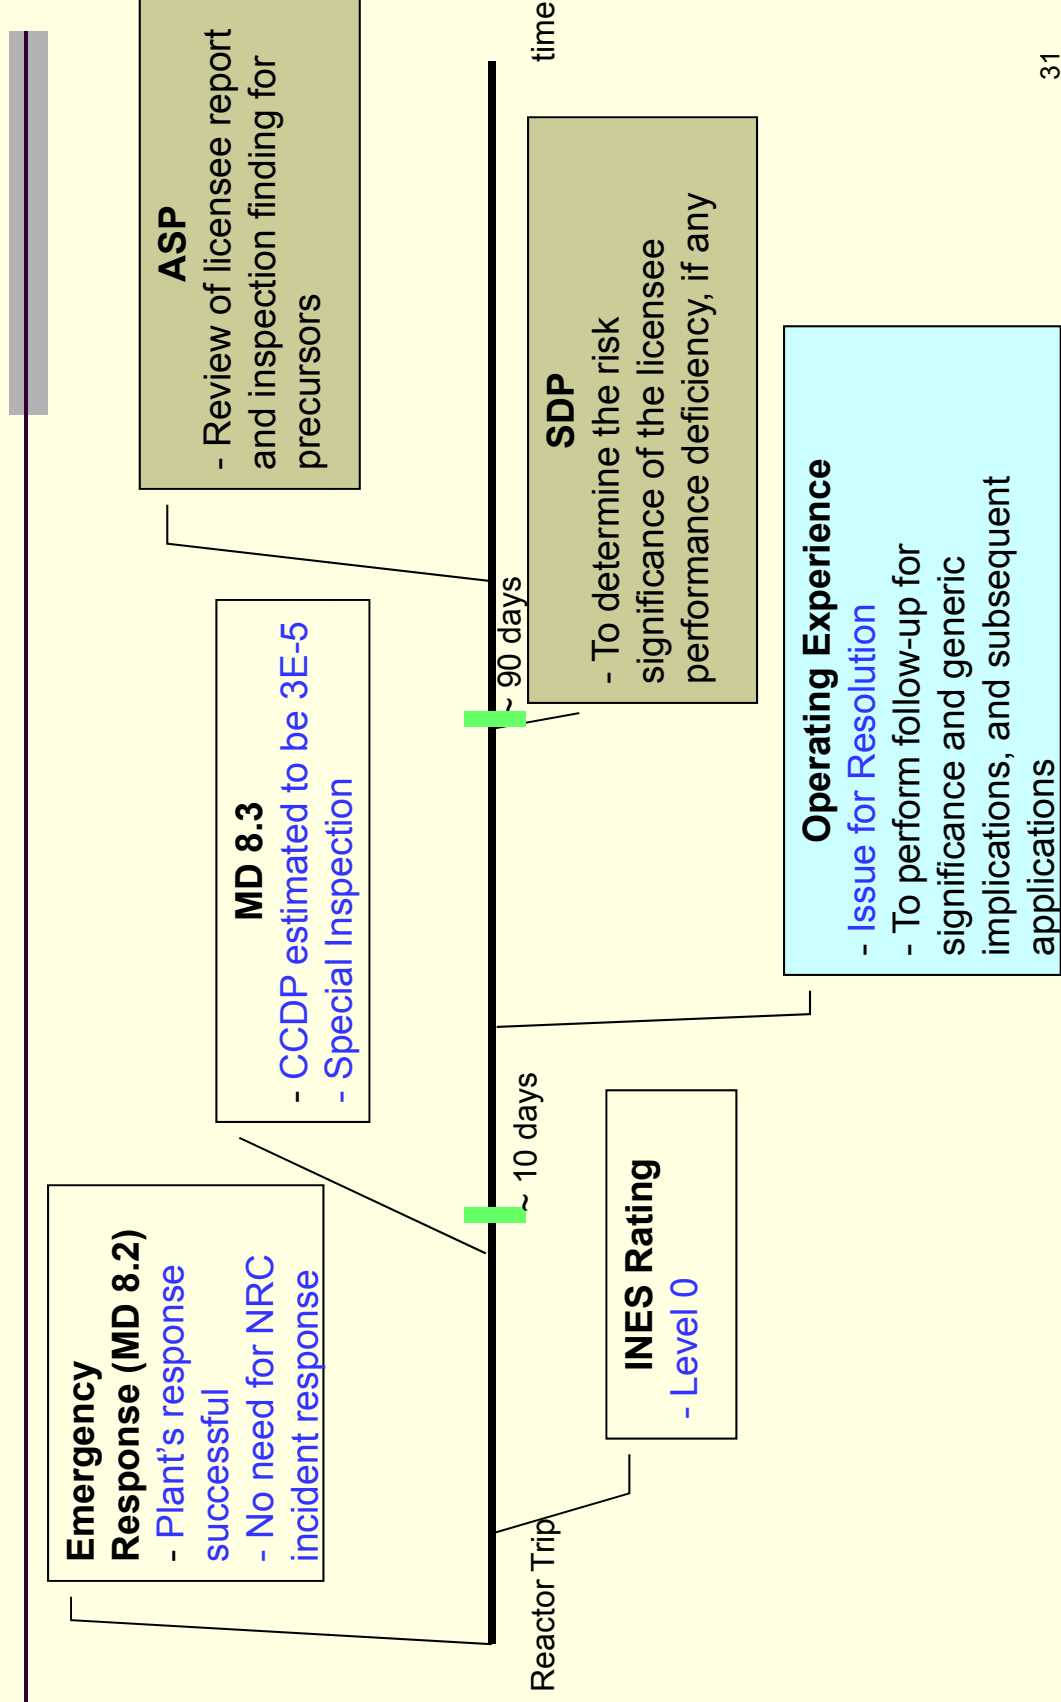 Emergency
Response (MD 8.2)
- Plant's response
successful
- No need for NRC
incident response
MD 8.3
- CCDP estimated to be 3E-5
- Special Inspection
ASP
- Review of licensee report
and inspection finding for
precursors
Reactor Trip
~ 10 days
~ 90 days
time
INES Rating
- Level 0
Operating Experience
- Issue for Resolution
- To perform follow-up for
significance and generic
implications, and subsequent
applications
SDP
- To determine the risk
significance of the licensee
performance deficiency, if any
31